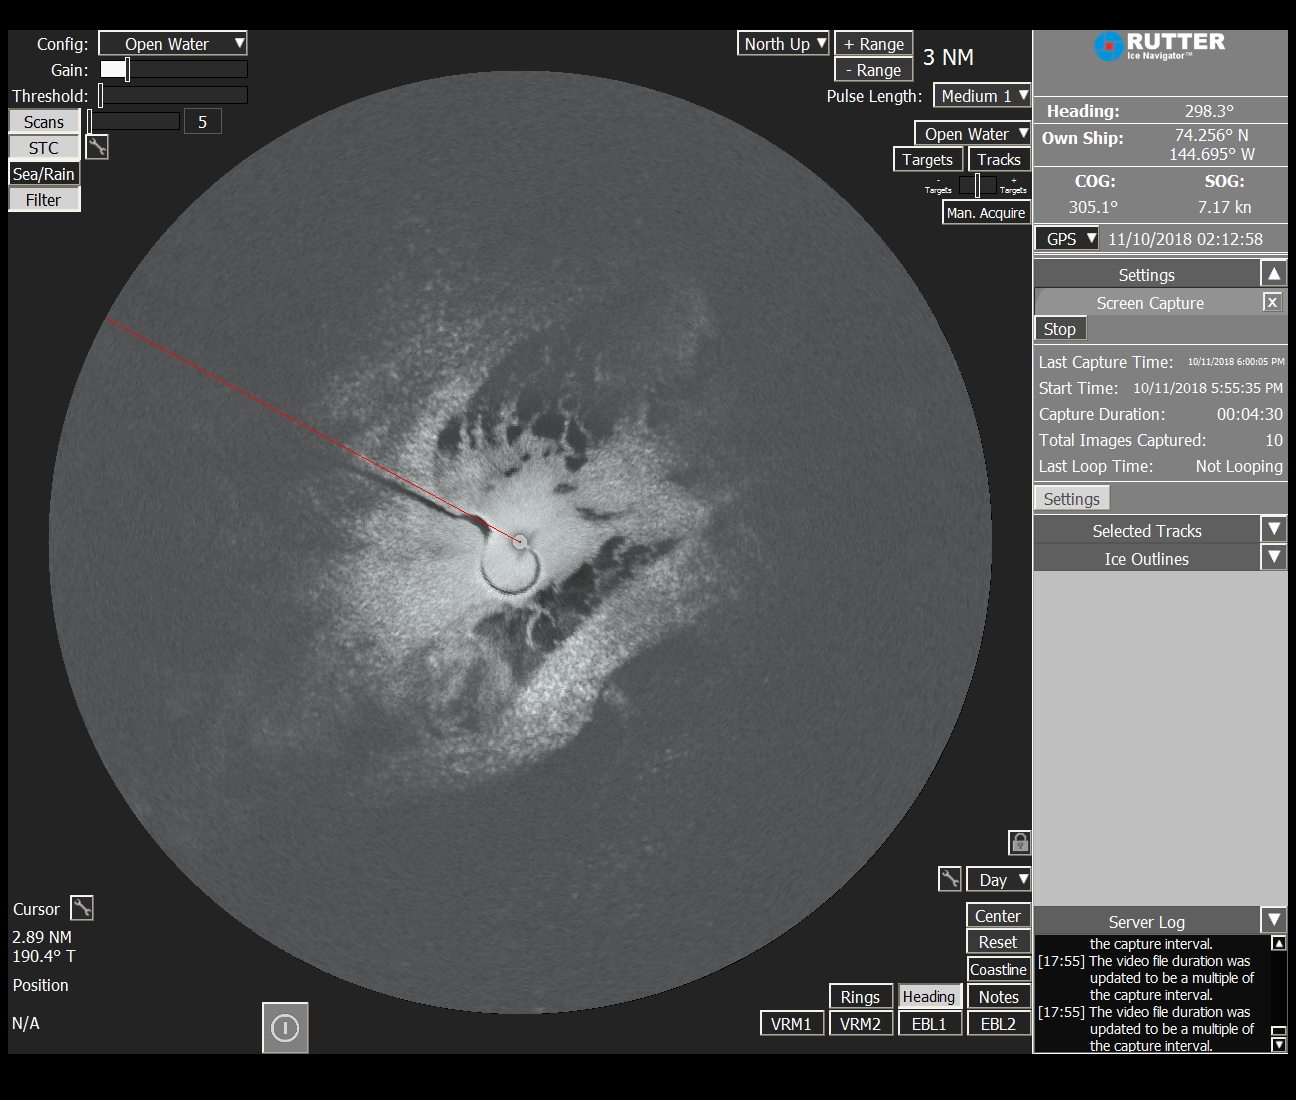 Config: Open Water
Gain:
Threshold:
Scans 5
STC
Sea/Rain
Filter
North Up + Range 3 NM
- Range
Pulse Length: Medium 1
Open Water
Targets Tracks
- +
Targets Targets
Man. Acquire
RUTTER
Ice Navigator™
Heading: 298.3°
Own Ship: 74.256° N
144.695° W
COG: SOG:
305.1° 7.17 kn
GPS 11/10/2018 02:12:58
Settings
Screen Capture X
Stop
Last Capture Time: 10/11/2018 6:00:05 PM
Start Time: 10/11/2018 5:55:35 PM
Capture Duration: 00:04:30
Total Images Captured: 10
Last Loop Time: Not Looping
Settings
Selected Tracks
Ice Outlines
Day
Center
Reset
Coastline
Rings Heading Notes
VRM1 VRM2 EBL1 EBL2
Cursor
2.89 NM
190.4° T
Position
N/A
Server Log
the capture interval.
[17:55] The video file duration was
updated to be a multiple of
the capture interval.
[17:55] The video file duration was
updated to be a multiple of
the capture interval.